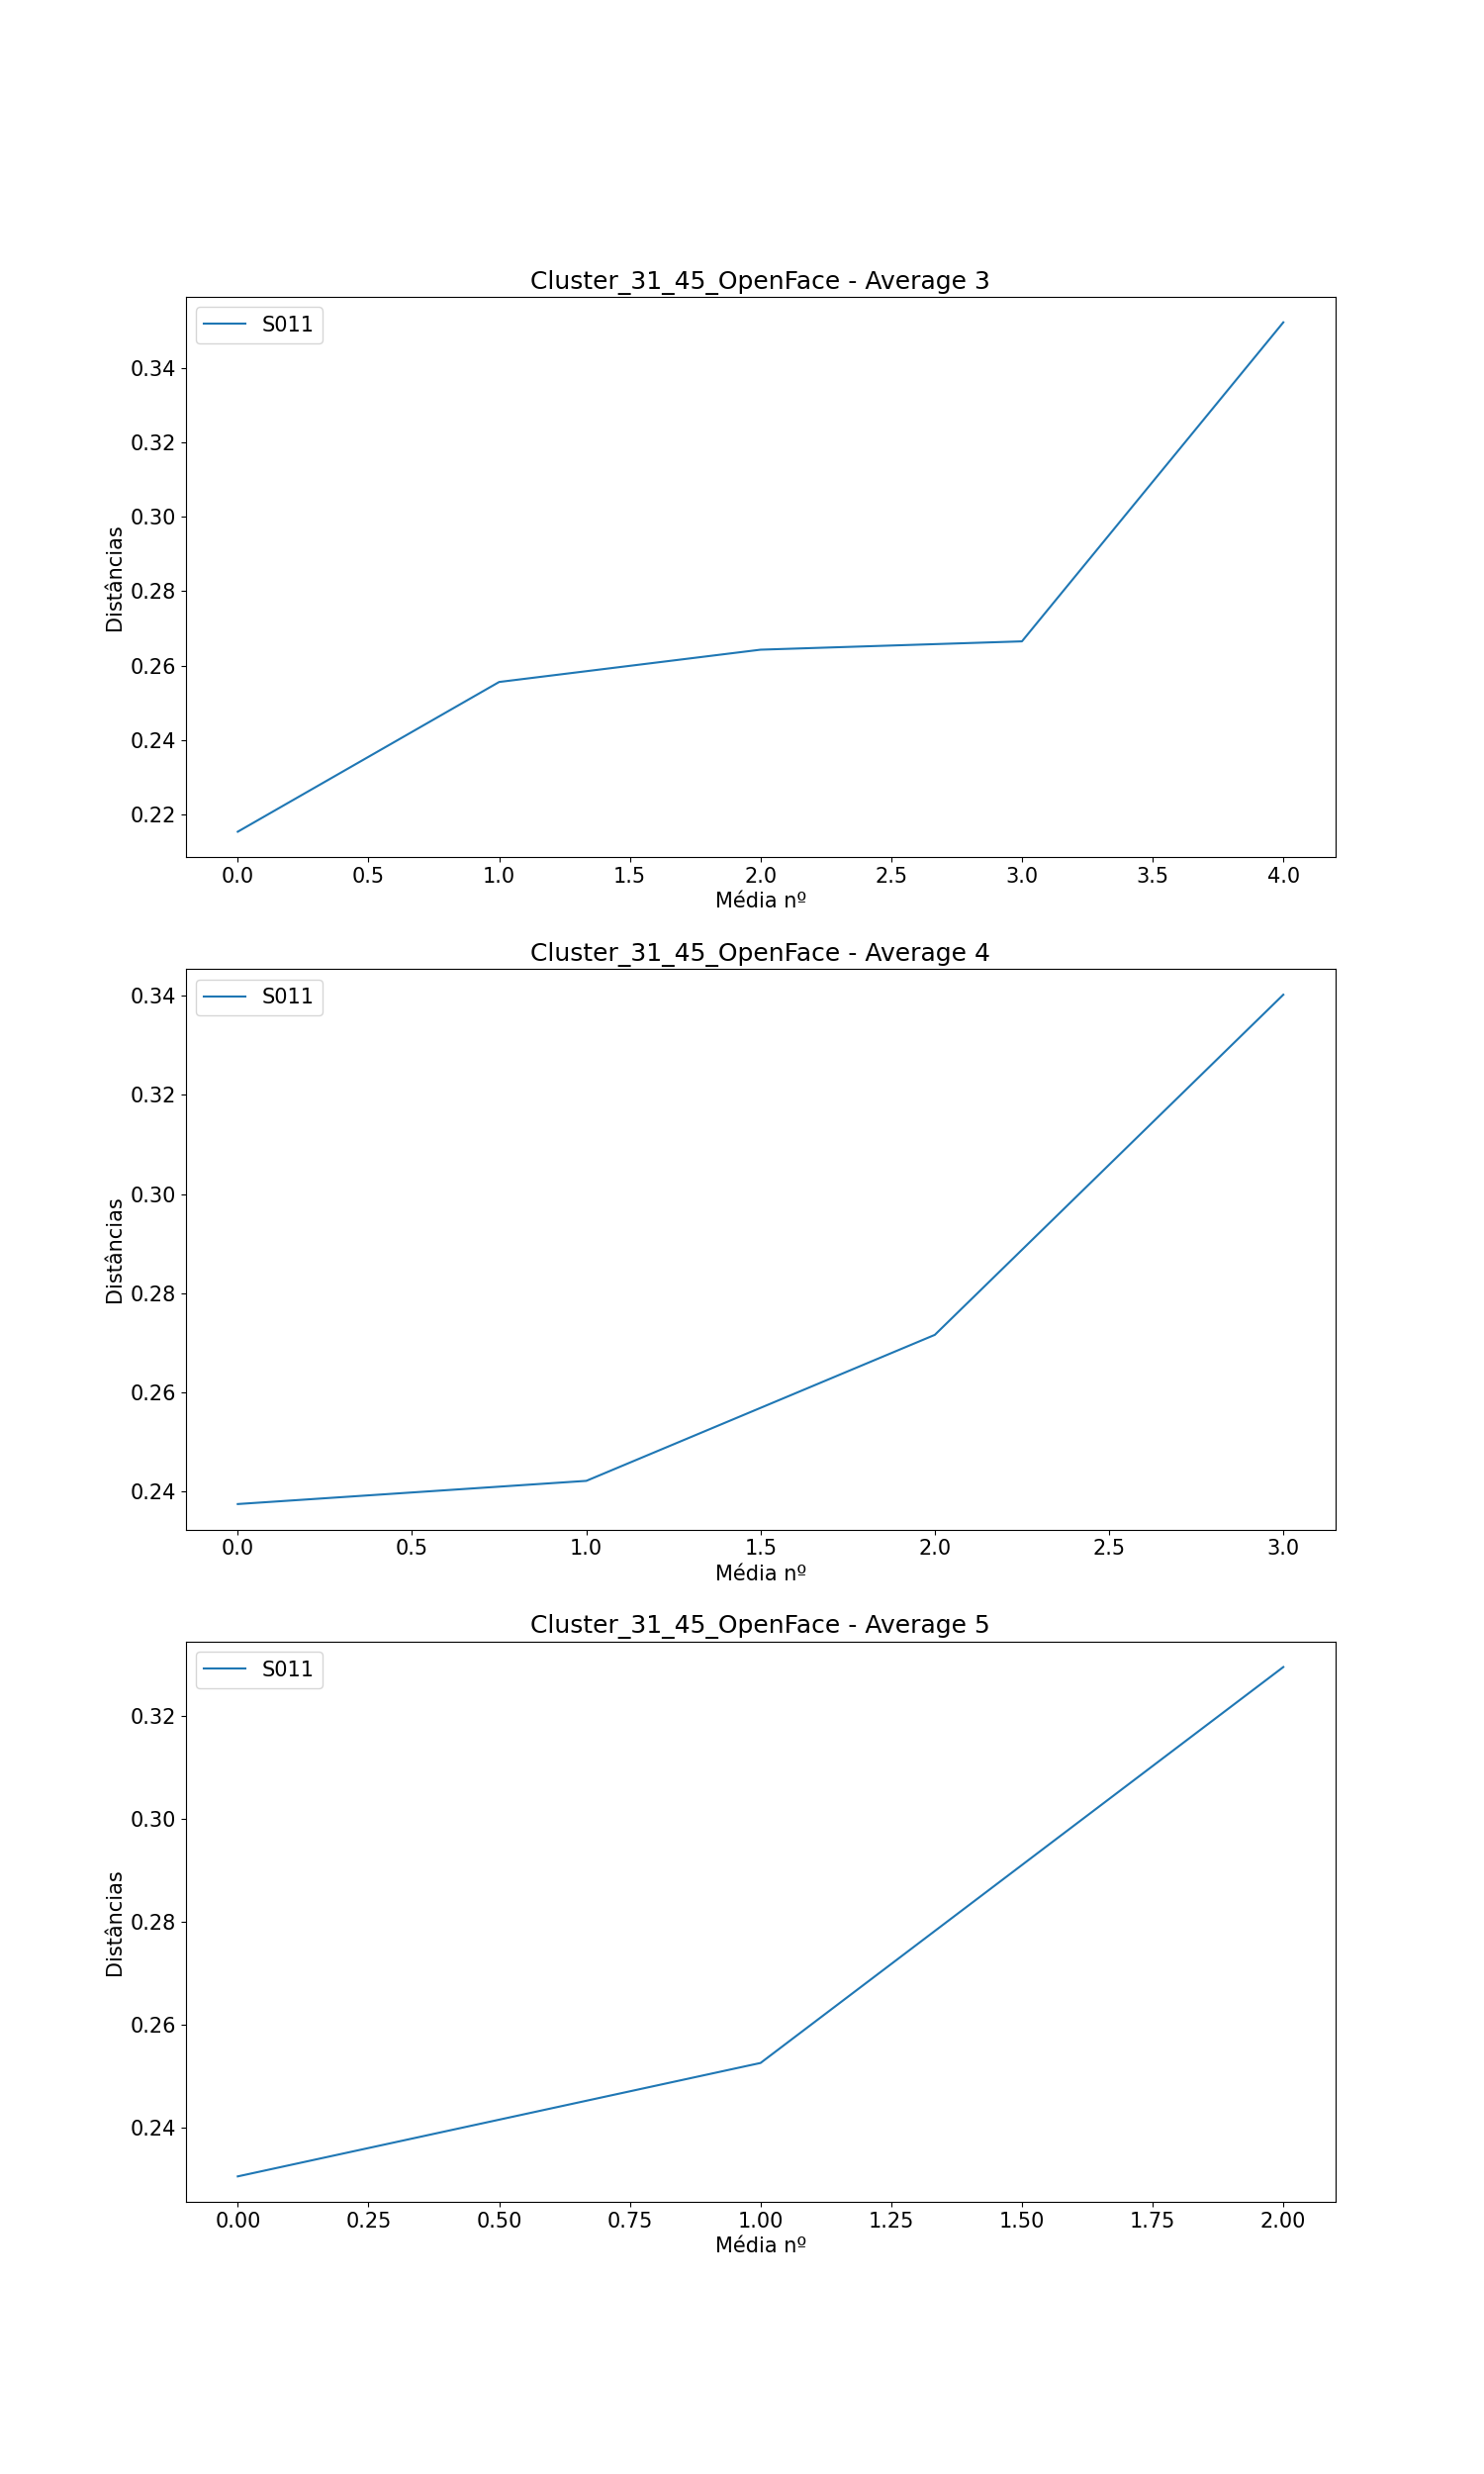 Cluster_31_45_OpenFace - Average 3
S011
0.34
0.32
0.30
0.28
0.26
0.24
0.22
Distâncias
0.0 0.5 1.0 1.5 2.0 2.5 3.0 3.5 4.0
Média nº
Cluster_31_45_OpenFace - Average 4
S011
0.34
0.32
0.30
0.28
0.26
0.24
Distâncias
0.0 0.5 1.0 1.5 2.0 2.5 3.0
Média nº
Cluster_31_45_OpenFace - Average 5
S011
0.32
0.30
0.28
0.26
0.24
Distâncias
0.00 0.25 0.50 0.75 1.00 1.25 1.50 1.75 2.00
Média nº